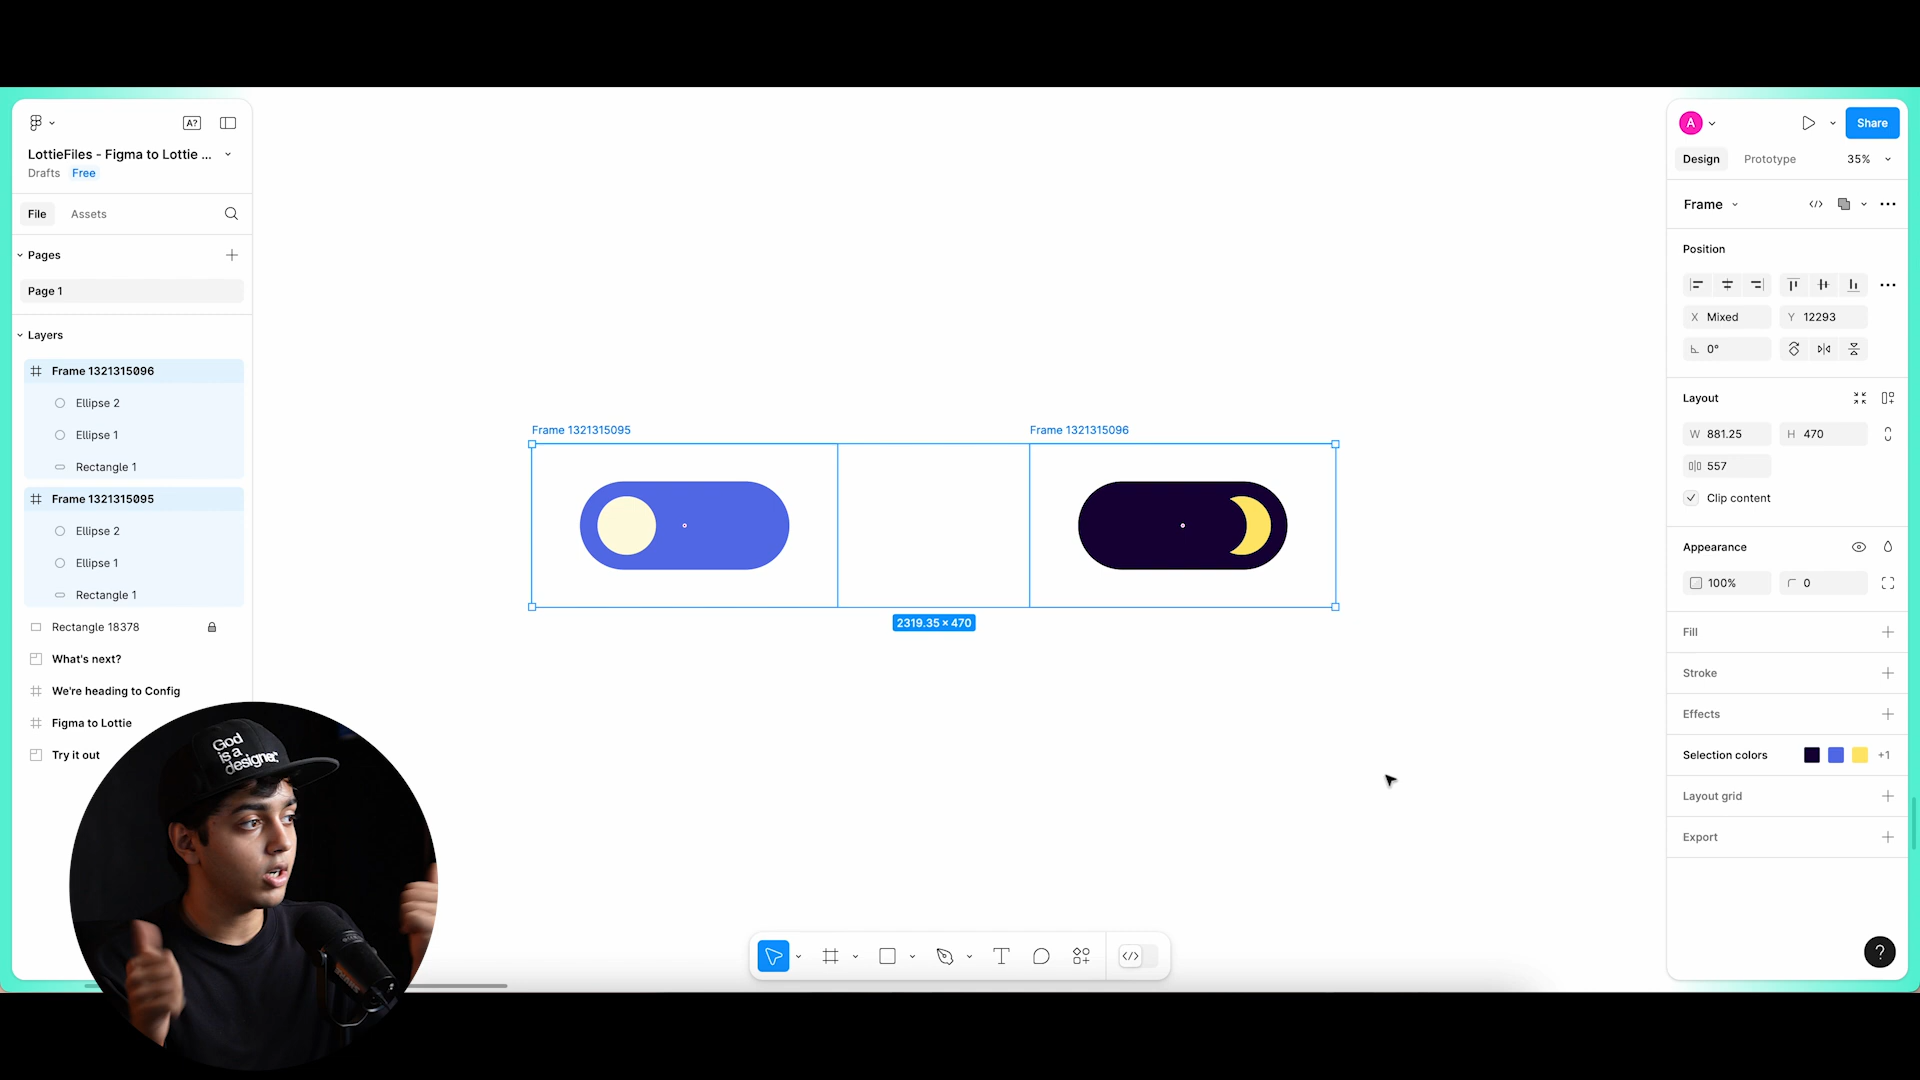 LottieFiles - Figma to Lottie ...
Drafts Free
File Assets
Pages
Page 1
Layers
Frame 1321315096
Ellipse 2
Ellipse 1
Rectangle 1
Frame 1321315095
Ellipse 2
Ellipse 1
Rectangle 1
Rectangle 18378
What's next?
We're heading to Config
Figma to Lottie
Try it out
God
is a
designer.
Frame 1321315095
Frame 1321315096
2319.35 × 470
A
Share
Design Prototype 35%
Frame
Position
X Mixed Y 12293
0°
Layout
W 881.25 H 470
557
Clip content
Appearance
100% 0
Fill
Stroke
Effects
Selection colors +1
Layout grid
Export
?
A?